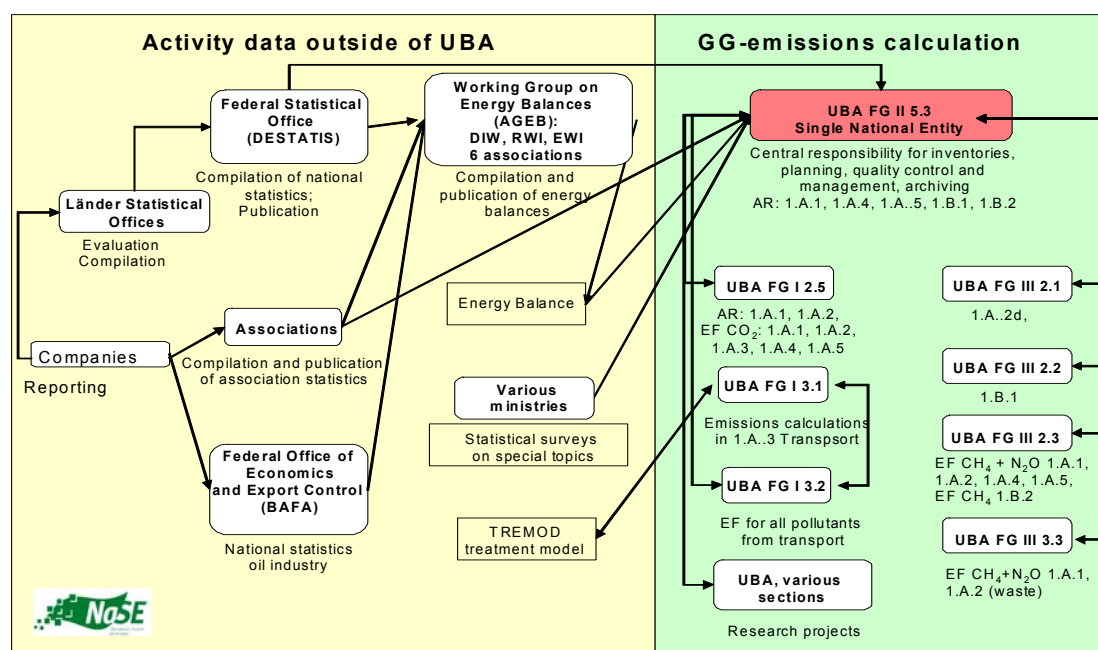 Activity data outside of UBA
GG-emissions calculation
Federal Statistical
Office
(DESTATIS)
Compilation of national
statistics;
Publication
Working Group on
Energy Balances
(AGEB):
DIW, RWI, EWI
6 associations
Compilation and
publication of energy
balances
UBA FG II 5.3
Single National Entity
Central responsibility for inventories,
planning, quality control and
management, archiving
AR: 1.A.1, 1.A.4, 1.A..5, 1.B.1, 1.B.2
Länder Statistical
Offices
Evaluation
Compilation
Energy Balance
Companies
Reporting
Associations
Compilation and publication
of association statistics
Various
ministries
Statistical surveys
on special topics
Federal Office of
Economics
and Export Control
(BAFA)
National statistics
oil industry
TREMOD
treatment model
UBA FG I 2.5
AR: 1.A.1, 1.A.2,
EF CO₂: 1.A.1, 1.A.2,
1.A.3, 1.A.4, 1.A.5
UBA FG I 3.1
Emissions calculations
in 1.A..3 Transpsort
UBA FG I 3.2
EF for all pollutants
from transport
UBA, various
sections
Research projects
UBA FG III 2.1
1.A..2d,
UBA FG III 2.2
1.B.1
UBA FG III 2.3
EF CH₄ + N₂O 1.A.1,
1.A.2, 1.A.4, 1.A.5,
EF CH₄ 1.B.2
UBA FG III 3.3
EF CH₄+N₂O 1.A.1,
1.A.2 (waste)
NaSE